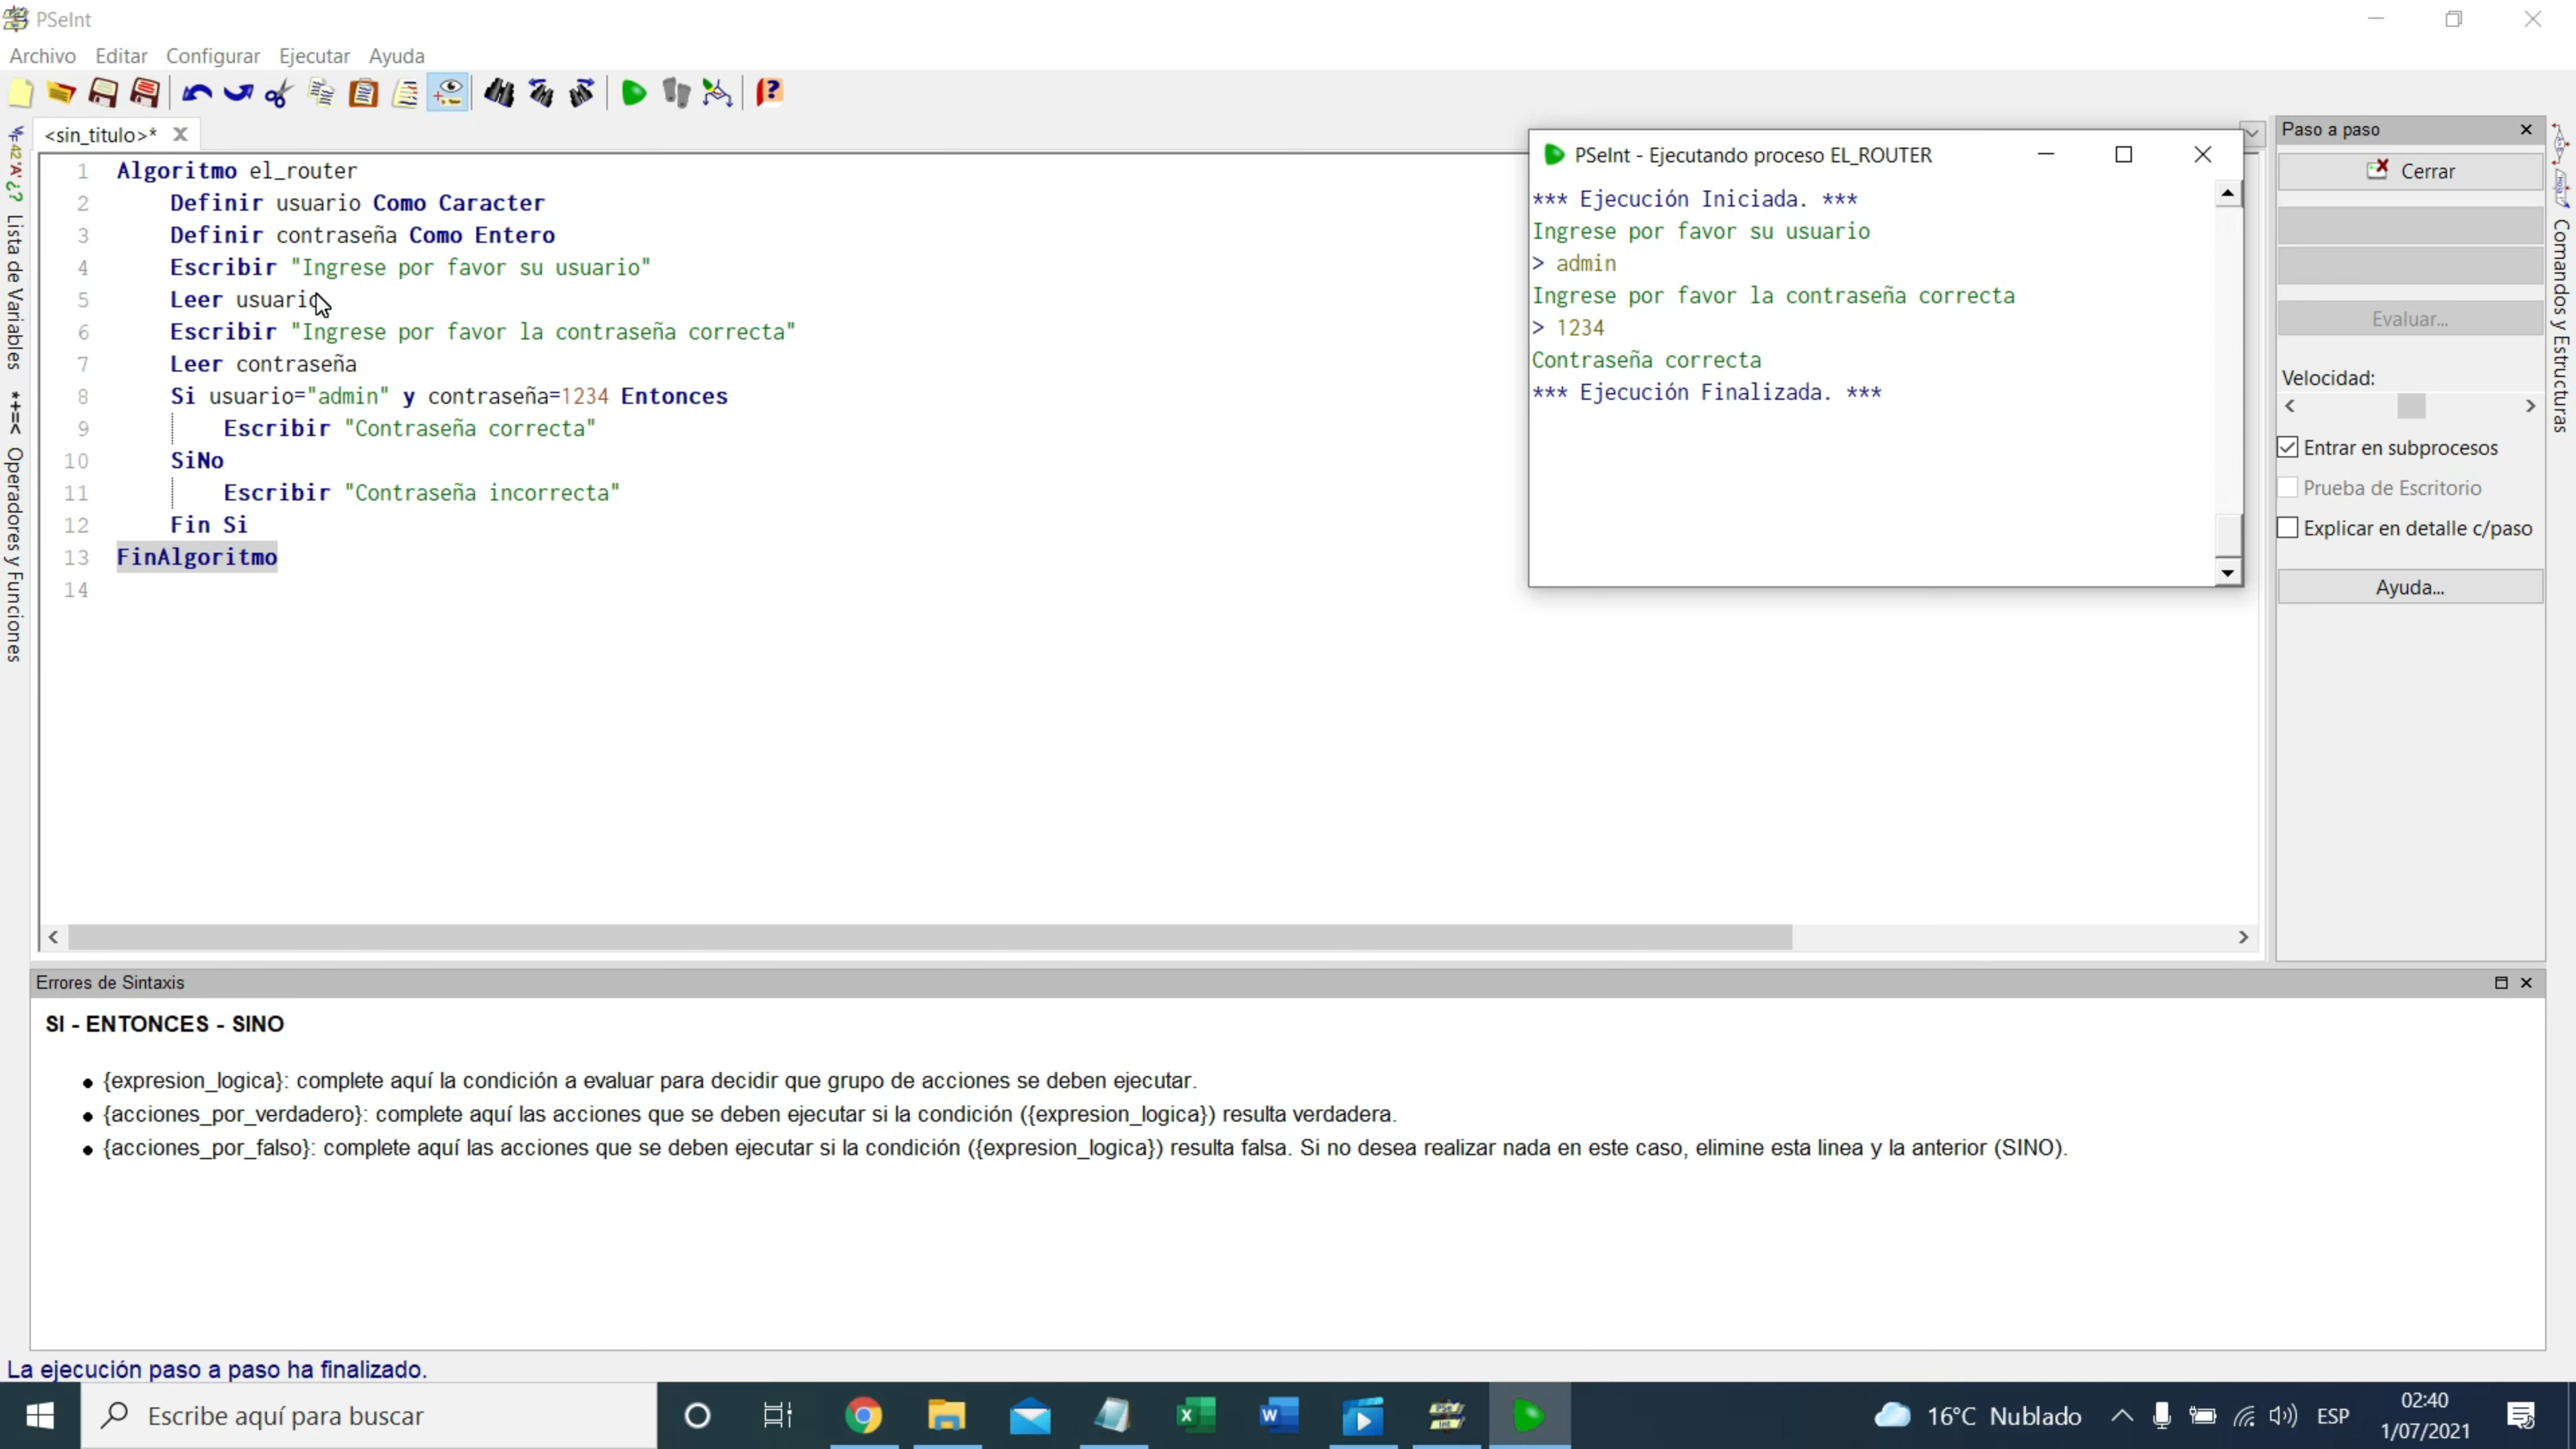 PSeInt
Archivo Editar Configurar Ejecutar Ayuda
<sin_titulo>*
1 Algoritmo el_router
2 Definir usuario Como Caracter
3 Definir contraseña Como Entero
4 Escribir "Ingrese por favor su usuario"
5 Leer usuario
6 Escribir "Ingrese por favor la contraseña correcta"
7 Leer contraseña
8 Si usuario="admin" y contraseña=1234 Entonces
9 Escribir "Contraseña correcta"
10 SiNo
11 Escribir "Contraseña incorrecta"
12 Fin Si
13 FinAlgoritmo
14
Lista de Variables
*+=< Operadores y Funciones
PSeInt - Ejecutando proceso EL_ROUTER
*** Ejecución Iniciada. ***
Ingrese por favor su usuario
> admin
Ingrese por favor la contraseña correcta
> 1234
Contraseña correcta
*** Ejecución Finalizada. ***
Paso a paso
Cerrar
Evaluar...
Velocidad:
Entrar en subprocesos
Prueba de Escritorio
Explicar en detalle c/paso
Ayuda...
Comandos y Estructuras
Errores de Sintaxis
SI - ENTONCES - SINO
{expresion_logica}: complete aquí la condición a evaluar para decidir que grupo de acciones se deben ejecutar.
{acciones_por_verdadero}: complete aquí las acciones que se deben ejecutar si la condición ({expresion_logica}) resulta verdadera.
{acciones_por_falso}: complete aquí las acciones que se deben ejecutar si la condición ({expresion_logica}) resulta falsa. Si no desea realizar nada en este caso, elimine esta linea y la anterior (SINO).
La ejecución paso a paso ha finalizado.
Escribe aquí para buscar
16°C Nublado
ESP
02:40
1/07/2021